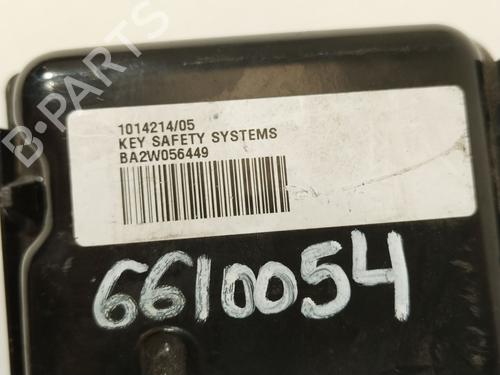 B-PARTS
1014214/05
KEY SAFETY SYSTEMS
BA2W056449
6610054